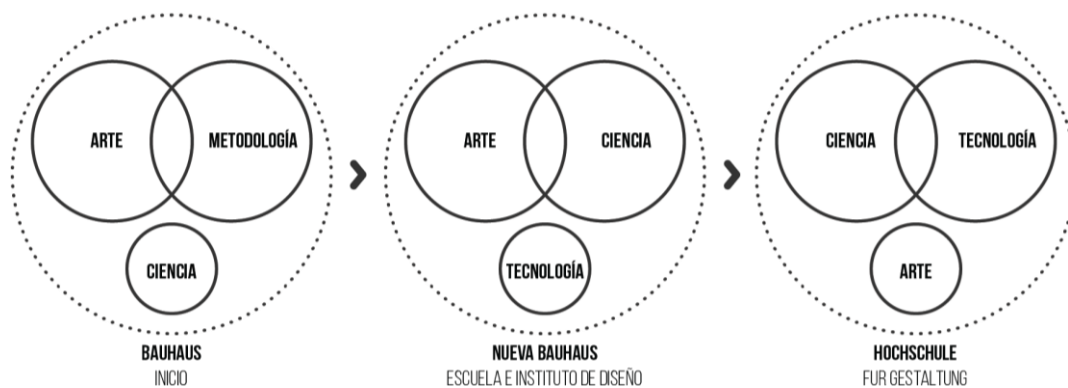 ARTE
METODOLOGÍA
CIENCIA
BAUHAUS
INICIO
ARTE
CIENCIA
TECNOLOGÍA
NUEVA BAUHAUS
ESCUELA E INSTITUTO DE DISEÑO
CIENCIA
TECNOLOGÍA
ARTE
HOCHSCHULE
FUR GESTALTUNG